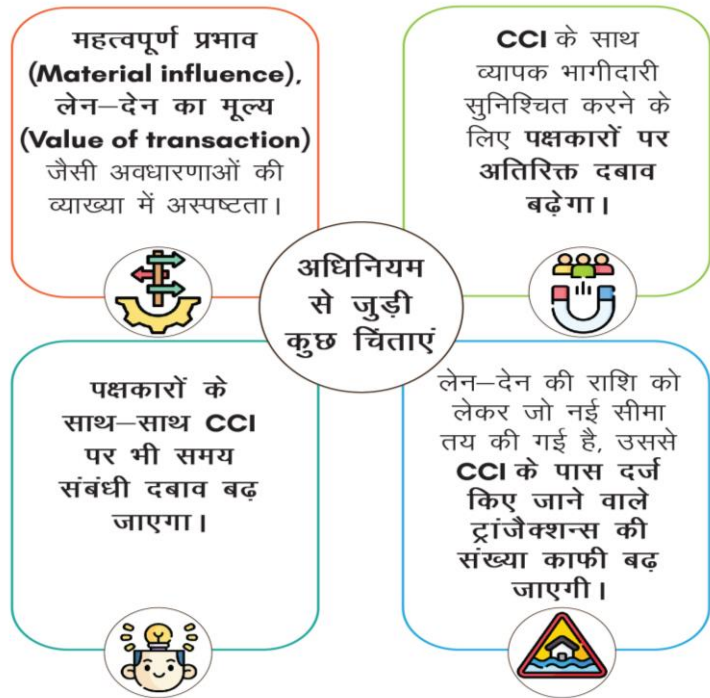 महत्वपूर्ण प्रभाव
(Material influence),
लेन–देन का मूल्य
(Value of transaction)
जैसी अवधारणाओं की
व्याख्या में अस्पष्टता।
CCI के साथ
व्यापक भागीदारी
सुनिश्चित करने के
लिए पक्षकारों पर
अतिरिक्त दबाव
बढ़ेगा।
अधिनियम
से जुड़ी
कुछ चिंताएं
पक्षकारों के
साथ–साथ CCI
पर भी समय
संबंधी दबाव बढ़
जाएगा।
लेन–देन की राशि को
लेकर जो नई सीमा
तय की गई है, उससे
CCI के पास दर्ज
किए जाने वाले
ट्रांजैक्शन्स की
संख्या काफी बढ़
जाएगी।